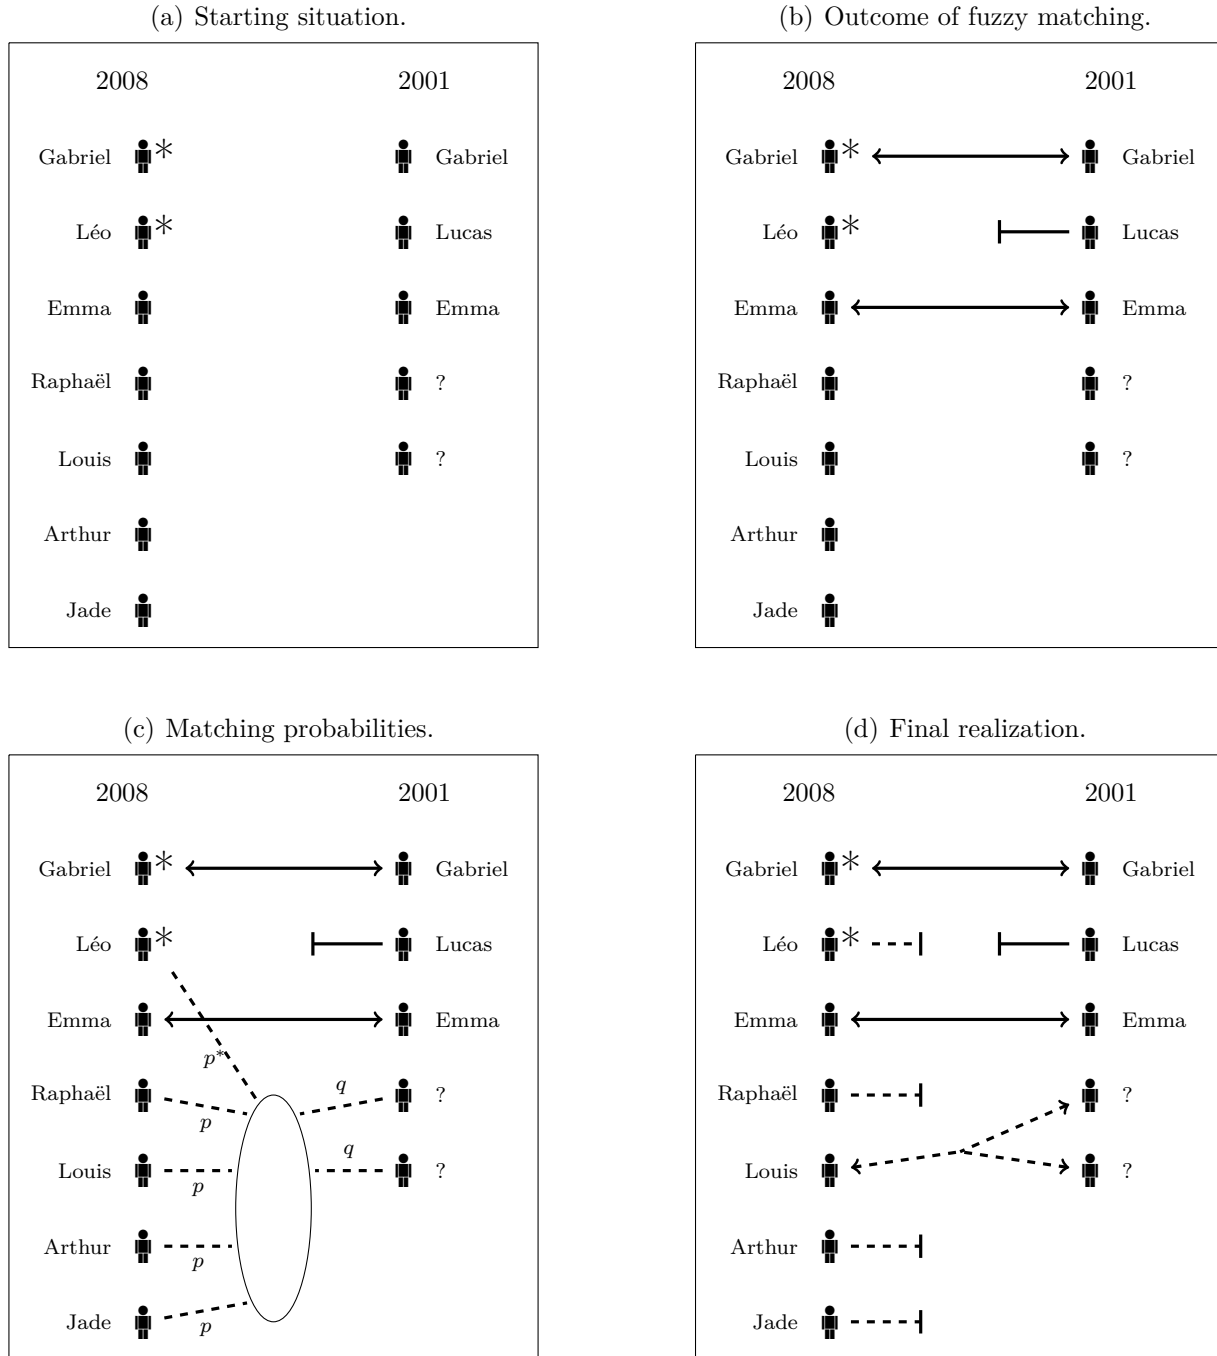 (a) Starting situation.
2008 2001
Gabriel * Gabriel
Léo * Lucas
Emma Emma
Raphaël ?
Louis ?
Arthur
Jade
(b) Outcome of fuzzy matching.
2008 2001
Gabriel * Gabriel
Léo * Lucas
Emma Emma
Raphaël ?
Louis ?
Arthur
Jade
(c) Matching probabilities.
2008 2001
Gabriel * Gabriel
Léo * Lucas
Emma Emma
p*
Raphaël p q ?
Louis p q ?
Arthur p
Jade p
(d) Final realization.
2008 2001
Gabriel * Gabriel
Léo * Lucas
Emma Emma
Raphaël ?
Louis ?
Arthur
Jade